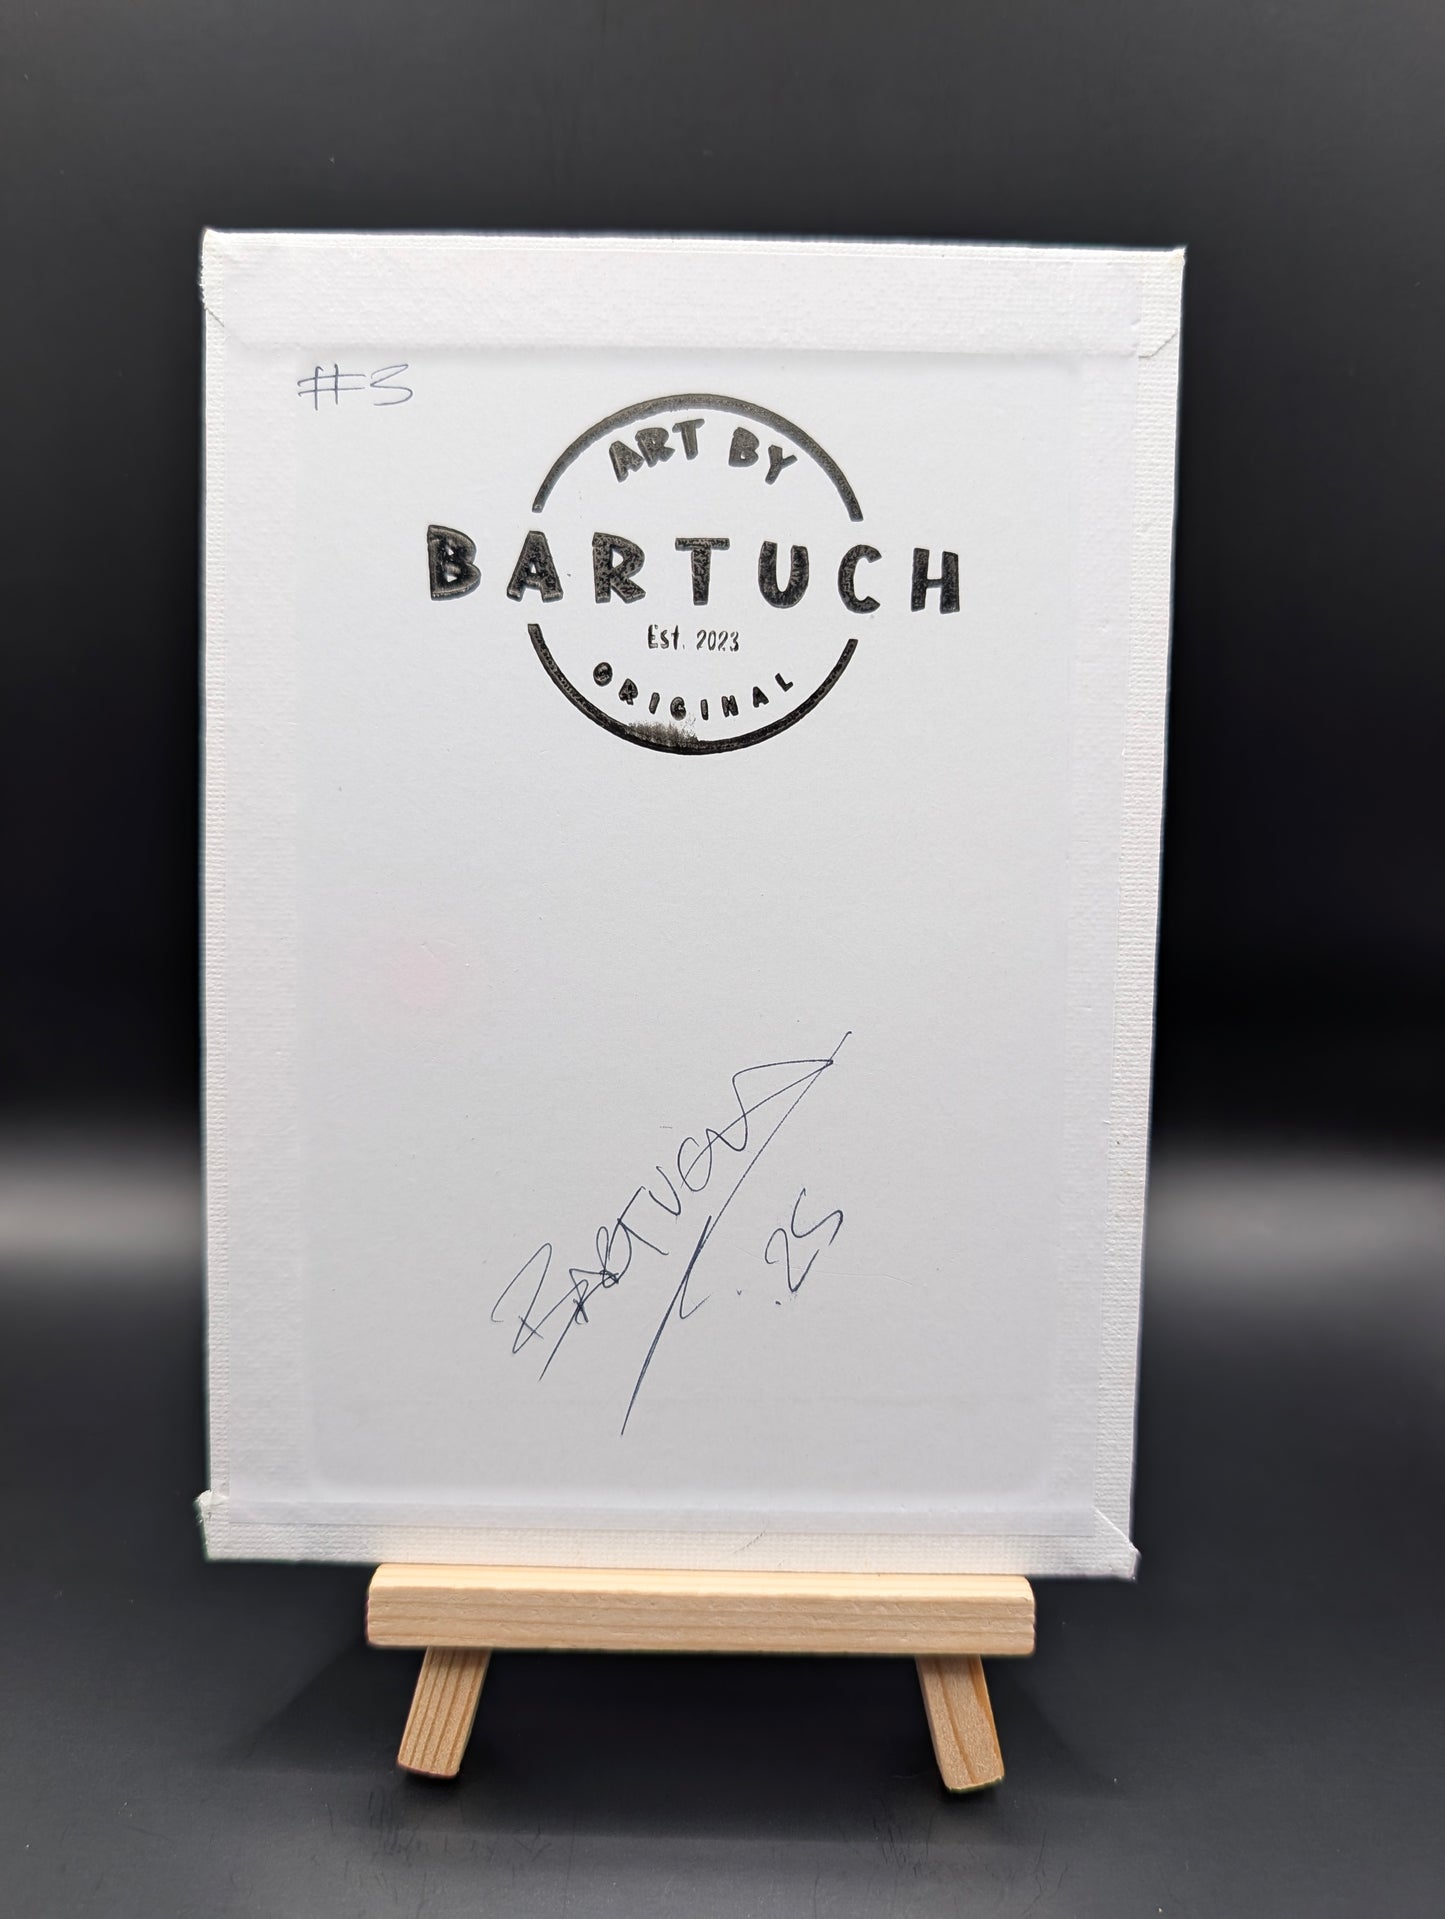 #3
ART BY
BARTUCH
Est. 2023
ORIGINAL
BARTUCH
.25